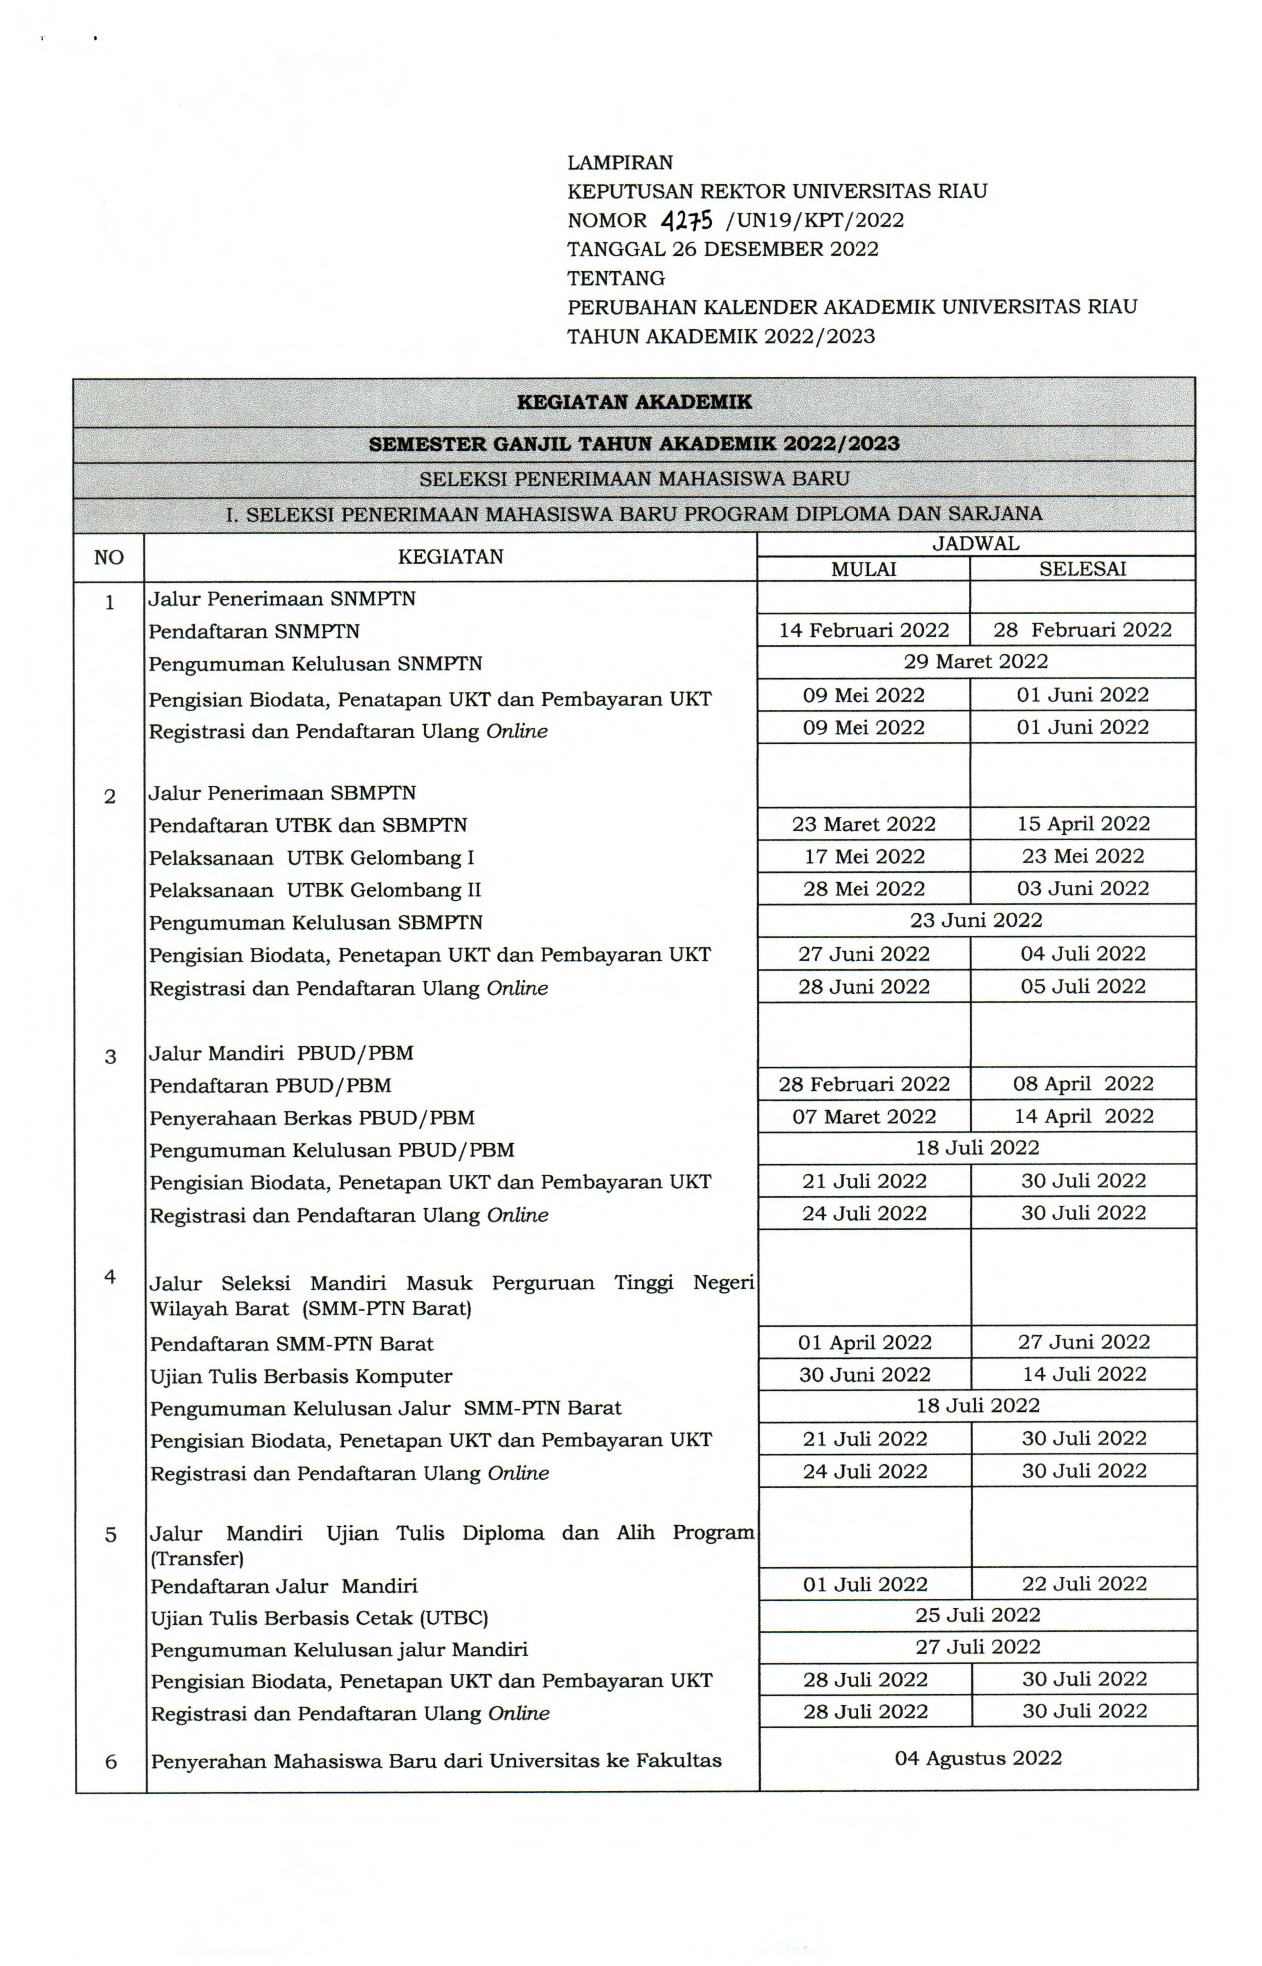 LAMPIRAN
KEPUTUSAN REKTOR UNIVERSITAS RIAU
NOMOR 4275 /UN19/KPT/2022
TANGGAL 26 DESEMBER 2022
TENTANG
PERUBAHAN KALENDER AKADEMIK UNIVERSITAS RIAU
TAHUN AKADEMIK 2022/2023
KEGIATAN AKADEMIK
SEMESTER GANJIL TAHUN AKADEMIK 2022/2023
SELEKSI PENERIMAAN MAHASISWA BARU
I. SELEKSI PENERIMAAN MAHASISWA BARU PROGRAM DIPLOMA DAN SARJANA
NO KEGIATAN JADWAL
MULAI SELESAI
1 Jalur Penerimaan SNMPTN
Pendaftaran SNMPTN 14 Februari 2022 28 Februari 2022
Pengumuman Kelulusan SNMPTN 29 Maret 2022
Pengisian Biodata, Penatapan UKT dan Pembayaran UKT 09 Mei 2022 01 Juni 2022
Registrasi dan Pendaftaran Ulang Online 09 Mei 2022 01 Juni 2022
2 Jalur Penerimaan SBMPTN
Pendaftaran UTBK dan SBMPTN 23 Maret 2022 15 April 2022
Pelaksanaan UTBK Gelombang I 17 Mei 2022 23 Mei 2022
Pelaksanaan UTBK Gelombang II 28 Mei 2022 03 Juni 2022
Pengumuman Kelulusan SBMPTN 23 Juni 2022
Pengisian Biodata, Penetapan UKT dan Pembayaran UKT 27 Juni 2022 04 Juli 2022
Registrasi dan Pendaftaran Ulang Online 28 Juni 2022 05 Juli 2022
3 Jalur Mandiri PBUD/PBM
Pendaftaran PBUD/PBM 28 Februari 2022 08 April 2022
Penyerahaan Berkas PBUD/PBM 07 Maret 2022 14 April 2022
Pengumuman Kelulusan PBUD/PBM 18 Juli 2022
Pengisian Biodata, Penetapan UKT dan Pembayaran UKT 21 Juli 2022 30 Juli 2022
Registrasi dan Pendaftaran Ulang Online 24 Juli 2022 30 Juli 2022
4 Jalur Seleksi Mandiri Masuk Perguruan Tinggi Negeri
Wilayah Barat (SMM-PTN Barat)
Pendaftaran SMM-PTN Barat 01 April 2022 27 Juni 2022
Ujian Tulis Berbasis Komputer 30 Juni 2022 14 Juli 2022
Pengumuman Kelulusan Jalur SMM-PTN Barat 18 Juli 2022
Pengisian Biodata, Penetapan UKT dan Pembayaran UKT 21 Juli 2022 30 Juli 2022
Registrasi dan Pendaftaran Ulang Online 24 Juli 2022 30 Juli 2022
5 Jalur Mandiri Ujian Tulis Diploma dan Alih Program
(Transfer)
Pendaftaran Jalur Mandiri 01 Juli 2022 22 Juli 2022
Ujian Tulis Berbasis Cetak (UTBC) 25 Juli 2022
Pengumuman Kelulusan jalur Mandiri 27 Juli 2022
Pengisian Biodata, Penetapan UKT dan Pembayaran UKT 28 Juli 2022 30 Juli 2022
Registrasi dan Pendaftaran Ulang Online 28 Juli 2022 30 Juli 2022
6 Penyerahan Mahasiswa Baru dari Universitas ke Fakultas 04 Agustus 2022